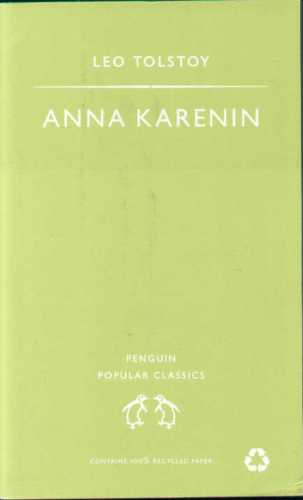 LEO TOLSTOY
ANNA KARENIN
PENGUIN
POPULAR CLASSICS
CONTAINS 100% RECYCLED PAPER